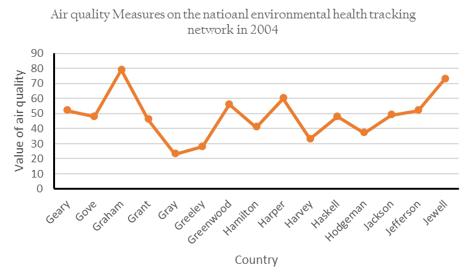 Air quality Measures on the natioanl environmental health tracking
network in 2004
Value of air quality
90
80
70
60
50
40
30
20
10
0
Geary
Gove
Graham
Grant
Gray
Greeley
Greenwood
Hamilton
Harper
Harvey
Haskell
Hodgeman
Jackson
Jefferson
Jewell
Country